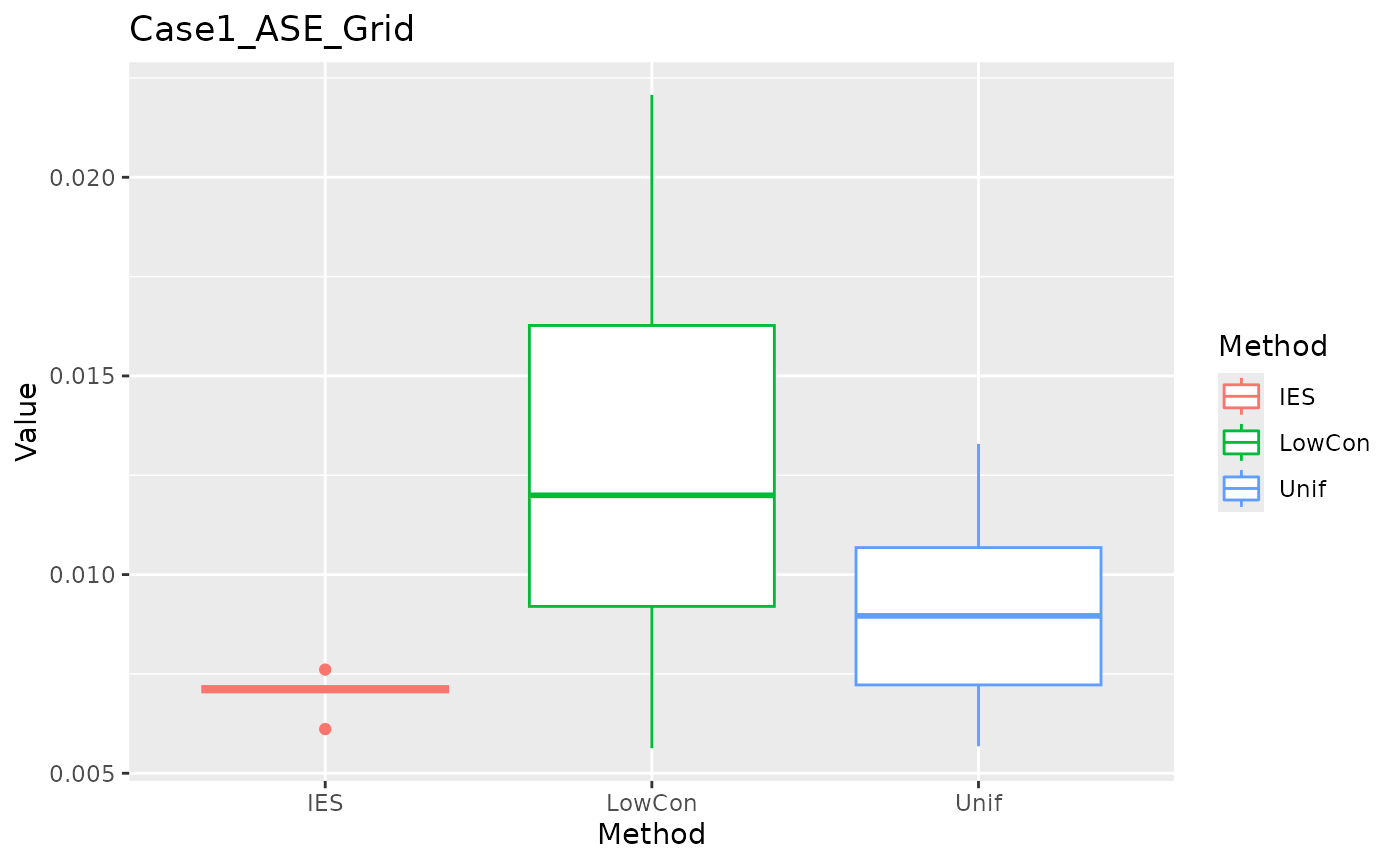 Case1_ASE_Grid
0.020
0.015
0.010
0.005
Value
IES
LowCon
Unif
Method
Method
IES
LowCon
Unif